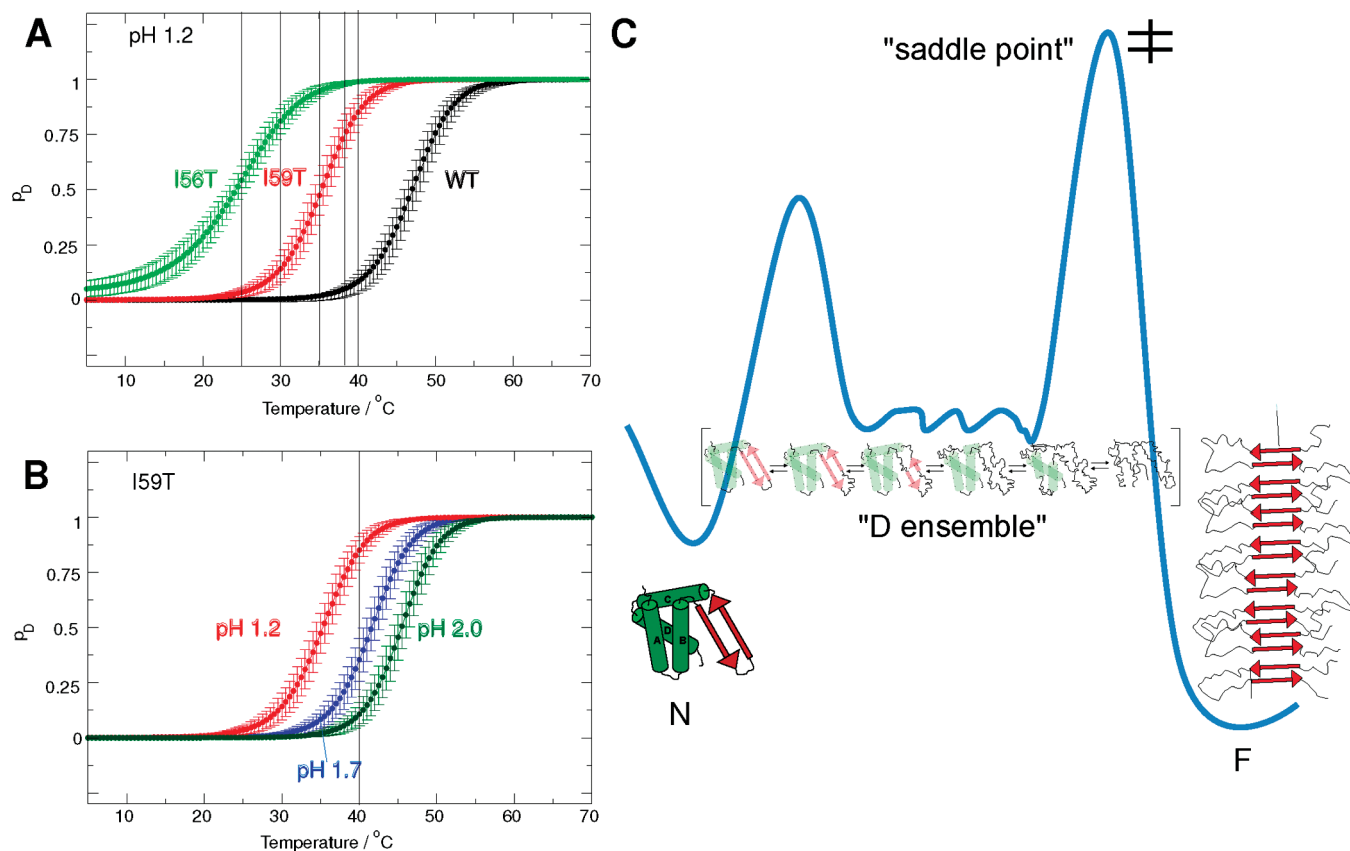 A
pH 1.2
1
0.75
0.5
0.25
0
p_D
I56T
I59T
WT
10 20 30 40 50 60 70
Temperature / °C
B
I59T
1
0.75
0.5
0.25
0
p_D
pH 1.2
pH 2.0
pH 1.7
10 20 30 40 50 60 70
Temperature / °C
C
"saddle point" ‡
"D ensemble"
C
A
D
B
N
F